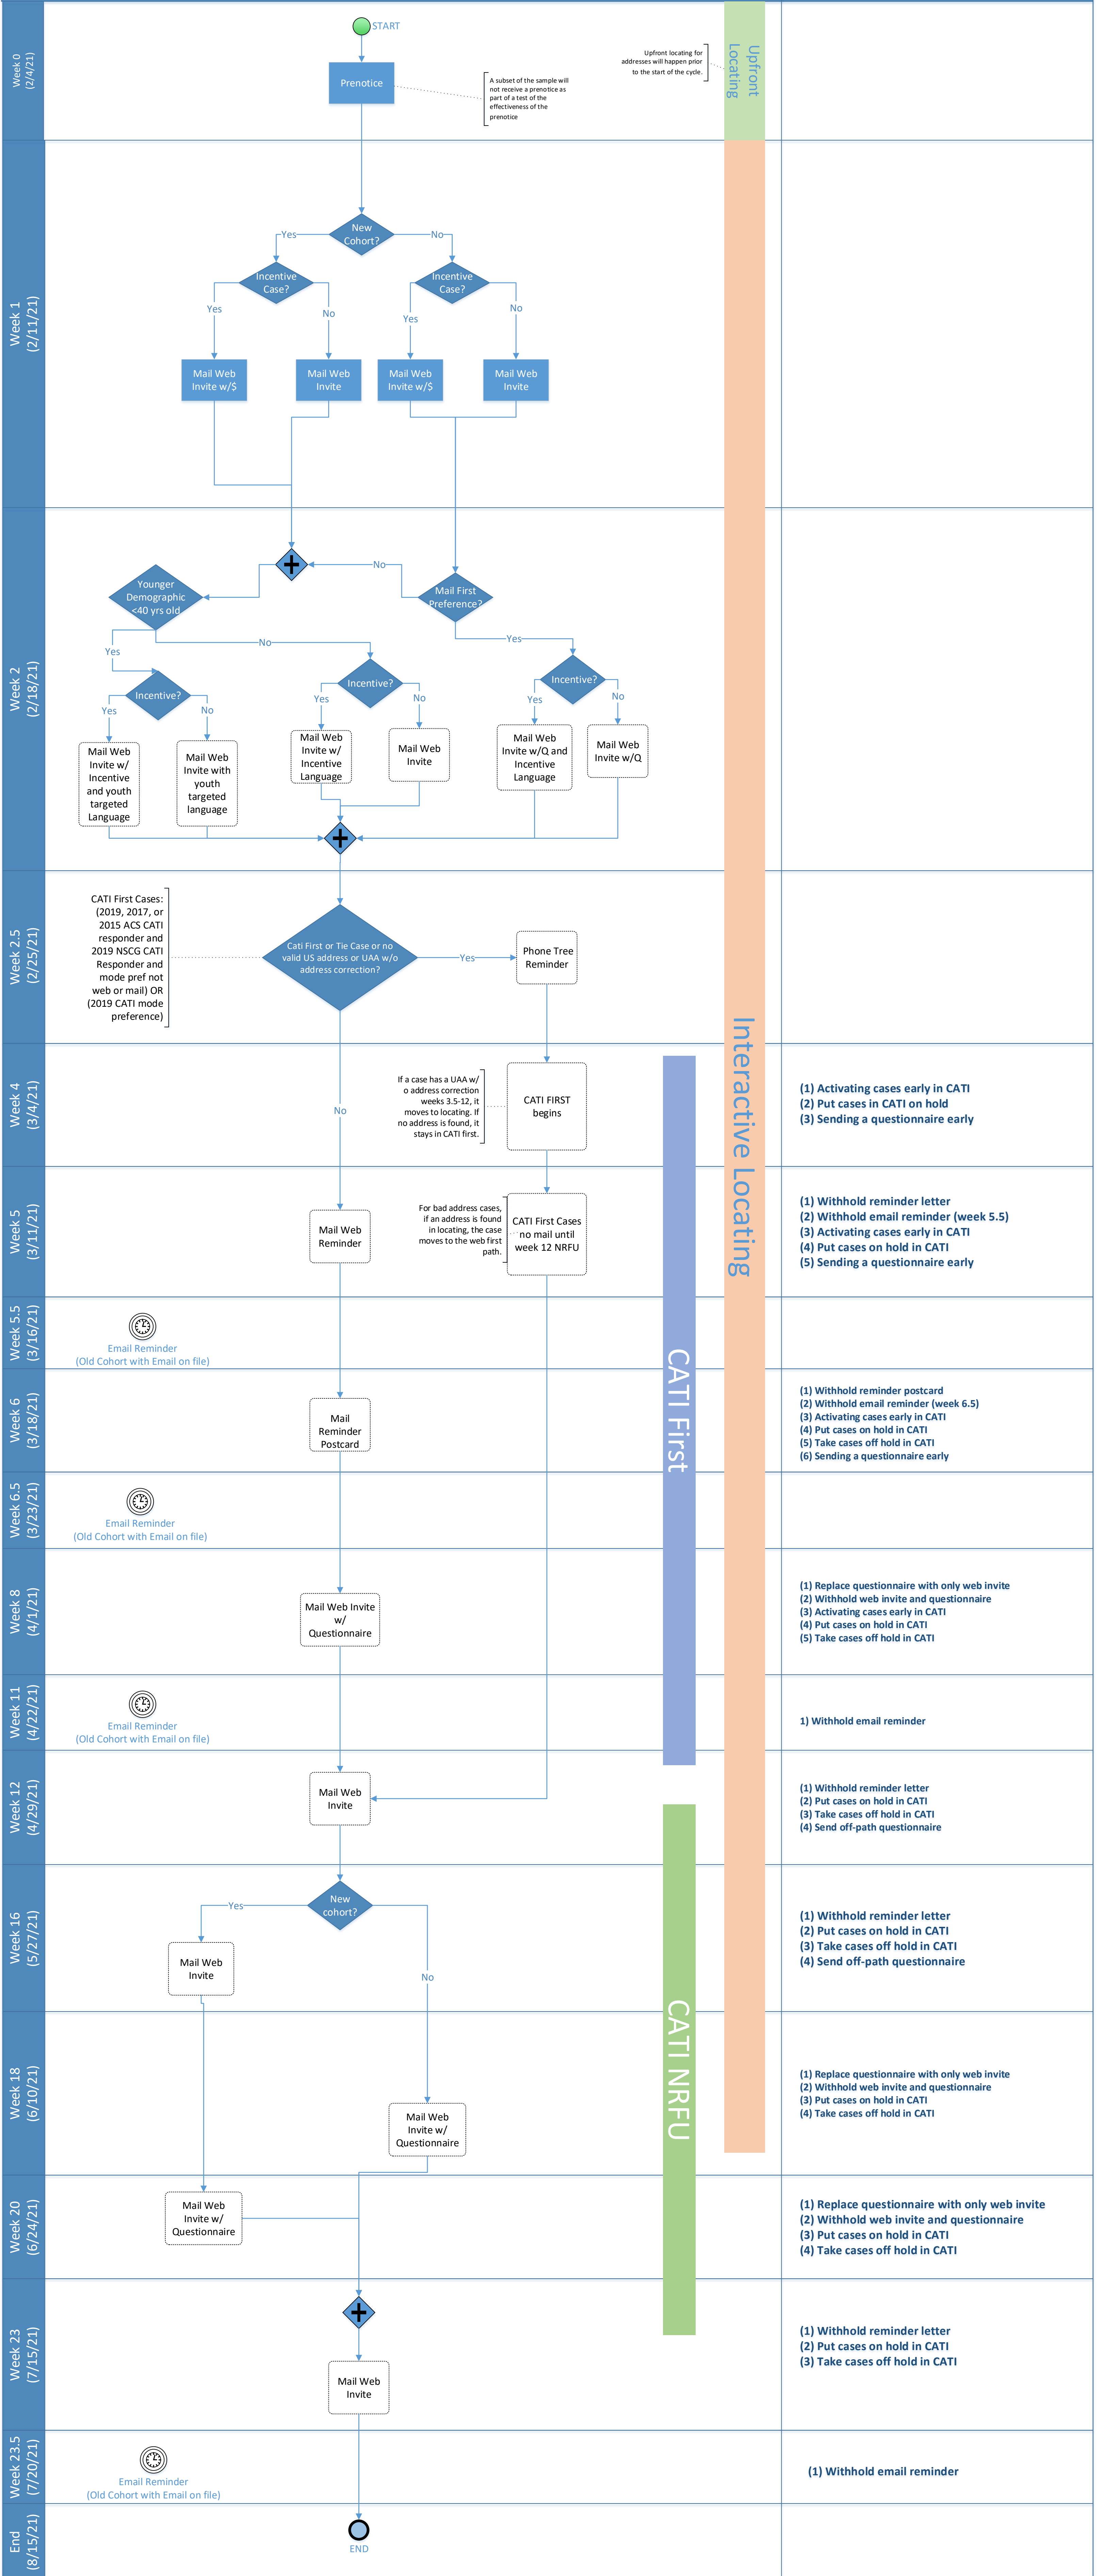 Week 0
(2/4/21)
START
Prenotice
A subset of the sample will
not receive a prenotice as
part of a test of the
effectiveness of the
prenotice
Upfront locating for
addresses will happen prior
to the start of the cycle.
Upfront
Locating
Week 1
(2/11/21)
New
Cohort?
Yes
No
Incentive
Case?
Incentive
Case?
Yes
No
Yes
No
Mail Web
Invite w/$
Mail Web
Invite
Mail Web
Invite w/$
Mail Web
Invite
Week 2
(2/18/21)
No
Younger
Demographic
<40 yrs old
Mail First
Preference?
Yes
No
Yes
Incentive?
Incentive?
Incentive?
Yes
No
Yes
No
Yes
No
Mail Web
Invite w/
Incentive
and youth
targeted
Language
Mail Web
Invite with
youth
targeted
language
Mail Web
Invite w/
Incentive
Language
Mail Web
Invite
Mail Web
Invite w/Q and
Incentive
Language
Mail Web
Invite w/Q
Week 2.5
(2/25/21)
CATI First Cases:
(2019, 2017, or
2015 ACS CATI
responder and
2019 NSCG CATI
Responder and
mode pref not
web or mail) OR
(2019 CATI mode
preference)
Cati First or Tie Case or no
valid US address or UAA w/o
address correction?
Yes
Phone Tree
Reminder
Interactive Locating
Week 4
(3/4/21)
No
If a case has a UAA w/
o address correction
weeks 3.5-12, it
moves to locating. If
no address is found, it
stays in CATI first.
CATI FIRST
begins
(1) Activating cases early in CATI
(2) Put cases in CATI on hold
(3) Sending a questionnaire early
Week 5
(3/11/21)
Mail Web
Reminder
For bad address cases,
if an address is found
in locating, the case
moves to the web first
path.
CATI First Cases
no mail until
week 12 NRFU
(1) Withhold reminder letter
(2) Withhold email reminder (week 5.5)
(3) Activating cases early in CATI
(4) Put cases on hold in CATI
(5) Sending a questionnaire early
CATI First
Week 5.5
(3/16/21)
Email Reminder
(Old Cohort with Email on file)
Week 6
(3/18/21)
Mail
Reminder
Postcard
(1) Withhold reminder postcard
(2) Withhold email reminder (week 6.5)
(3) Activating cases early in CATI
(4) Put cases on hold in CATI
(5) Take cases off hold in CATI
(6) Sending a questionnaire early
Week 6.5
(3/23/21)
Email Reminder
(Old Cohort with Email on file)
Week 8
(4/1/21)
Mail Web Invite
w/
Questionnaire
(1) Replace questionnaire with only web invite
(2) Withhold web invite and questionnaire
(3) Activating cases early in CATI
(4) Put cases on hold in CATI
(5) Take cases off hold in CATI
Week 11
(4/22/21)
Email Reminder
(Old Cohort with Email on file)
1) Withhold email reminder
Week 12
(4/29/21)
Mail Web
Invite
(1) Withhold reminder letter
(2) Put cases on hold in CATI
(3) Take cases off hold in CATI
(4) Send off-path questionnaire
Week 16
(5/27/21)
New
cohort?
Yes
Mail Web
Invite
No
(1) Withhold reminder letter
(2) Put cases on hold in CATI
(3) Take cases off hold in CATI
(4) Send off-path questionnaire
CATI NRFU
Week 18
(6/10/21)
Mail Web
Invite w/
Questionnaire
(1) Replace questionnaire with only web invite
(2) Withhold web invite and questionnaire
(3) Put cases on hold in CATI
(4) Take cases off hold in CATI
Week 20
(6/24/21)
Mail Web
Invite w/
Questionnaire
(1) Replace questionnaire with only web invite
(2) Withhold web invite and questionnaire
(3) Put cases on hold in CATI
(4) Take cases off hold in CATI
Week 23
(7/15/21)
Mail Web
Invite
(1) Withhold reminder letter
(2) Put cases on hold in CATI
(3) Take cases off hold in CATI
Week 23.5
(7/20/21)
Email Reminder
(Old Cohort with Email on file)
(1) Withhold email reminder
End
(8/15/21)
END